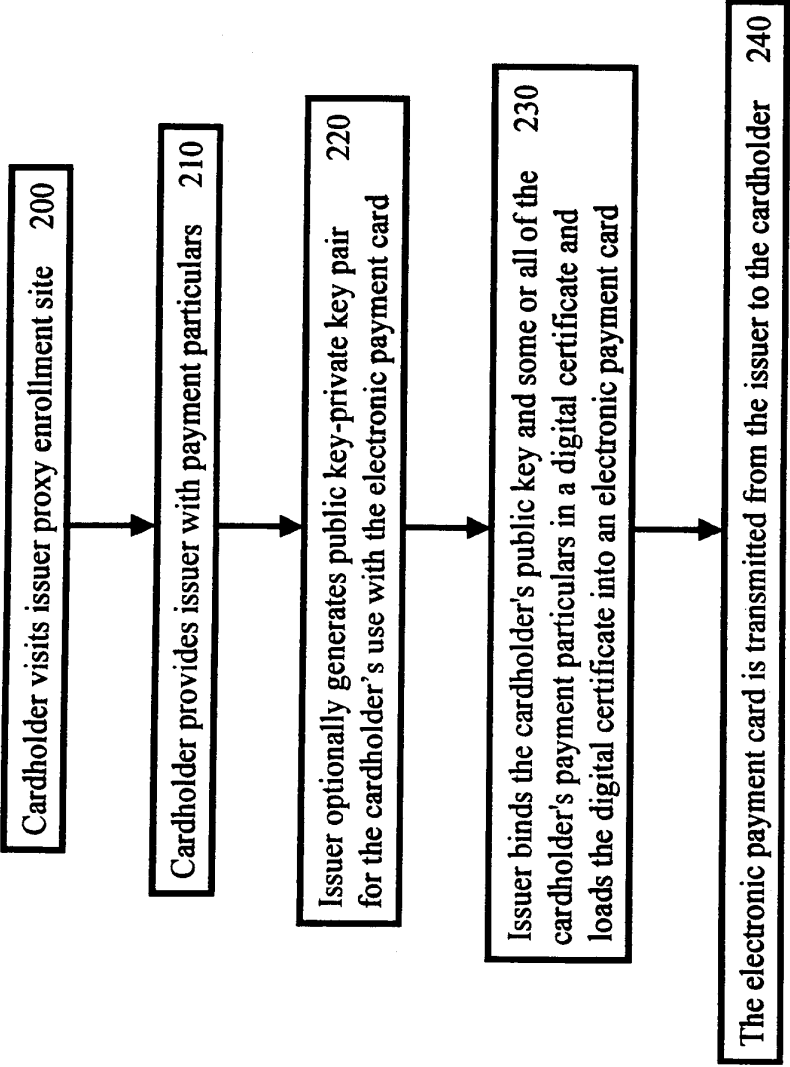 Cardholder visits issuer proxy enrollment site 200
Cardholder provides issuer with payment particulars 210
Issuer optionally generates public key-private key pair 220
for the cardholder's use with the electronic payment card
Issuer binds the cardholder's public key and some or all of the 230
cardholder's payment particulars in a digital certificate and
loads the digital certificate into an electronic payment card
The electronic payment card is transmitted from the issuer to the cardholder 240